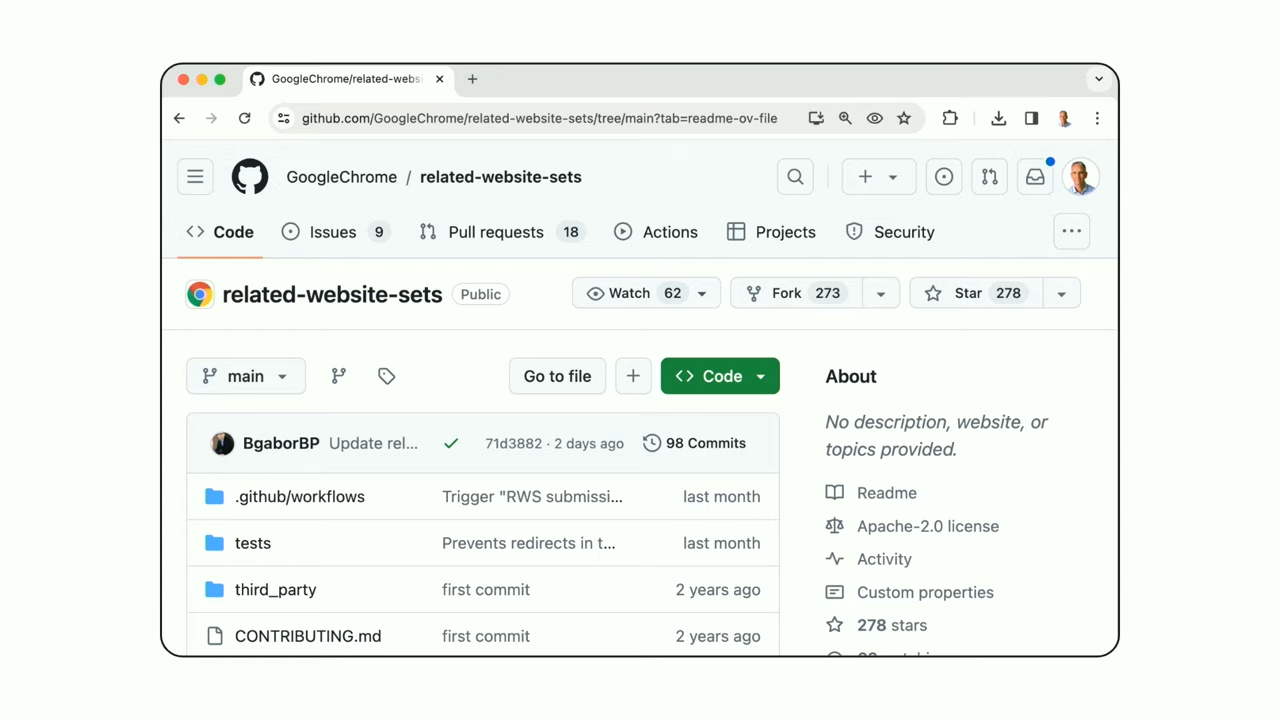 GoogleChrome/related-webs
github.com/GoogleChrome/related-website-sets/tree/main?tab=readme-ov-file
GoogleChrome / related-website-sets
Code Issues 9 Pull requests 18 Actions Projects Security
related-website-sets Public Watch 62 Fork 273 Star 278
main Go to file Code
About
No description, website, or
topics provided.
BgaborBP Update rel... 71d3882 · 2 days ago 98 Commits
.github/workflows Trigger "RWS submissi... last month
tests Prevents redirects in t... last month
third_party first commit 2 years ago
CONTRIBUTING.md first commit 2 years ago
Readme
Apache-2.0 license
Activity
Custom properties
278 stars